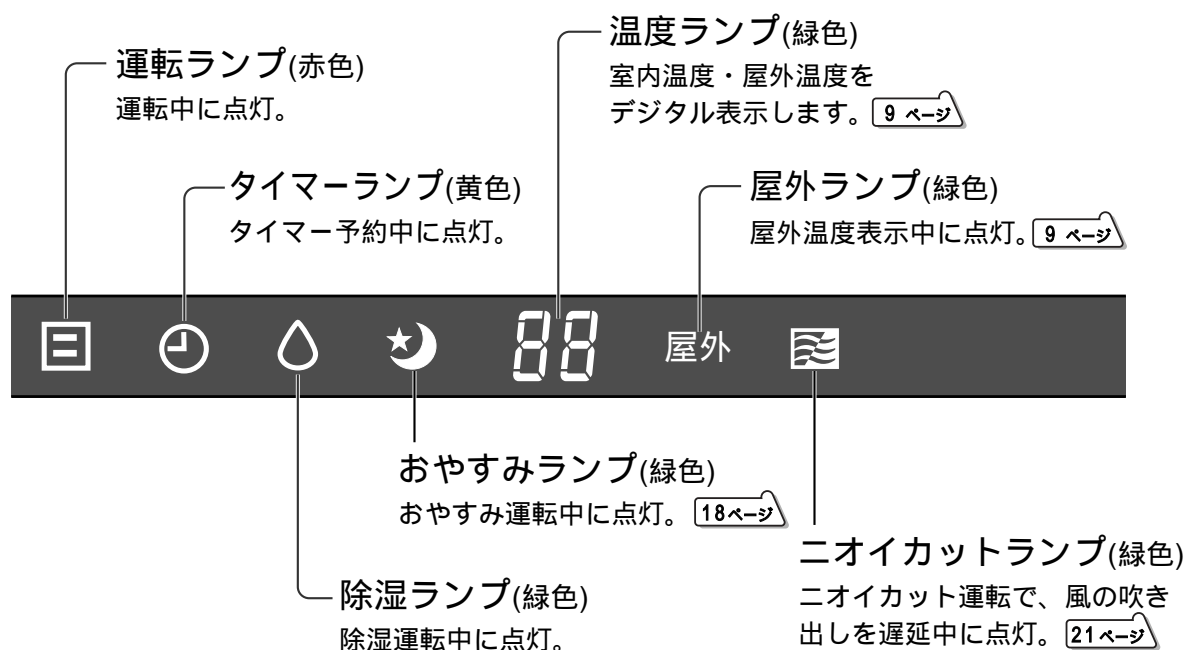 温度ランプ(緑色)
室内温度・屋外温度を
デジタル表示します。 9 ページ
運転ランプ(赤色)
運転中に点灯。
タイマーランプ(黄色)
タイマー予約中に点灯。
屋外ランプ(緑色)
屋外温度表示中に点灯。 9 ページ
88 屋外
おやすみランプ(緑色)
おやすみ運転中に点灯。 18ページ
ニオイカットランプ(緑色)
ニオイカット運転で、風の吹き
出しを遅延中に点灯。 21ページ
除湿ランプ(緑色)
除湿運転中に点灯。